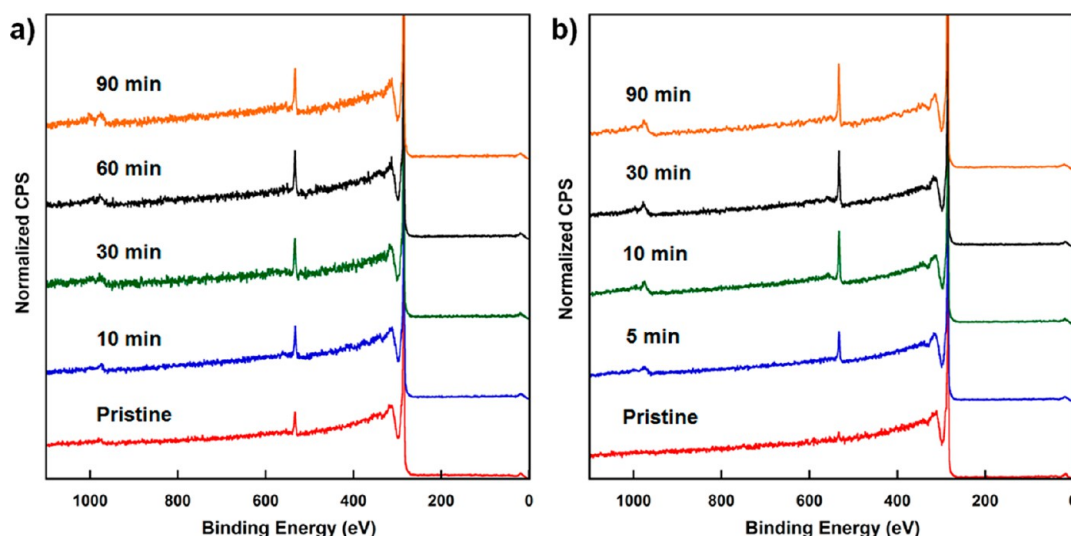 a)
90 min
60 min
30 min
10 min
Pristine
Normalized CPS
1000 800 600 400 200 0
Binding Energy (eV)
b)
90 min
30 min
10 min
5 min
Pristine
Normalized CPS
1000 800 600 400 200 0
Binding Energy (eV)